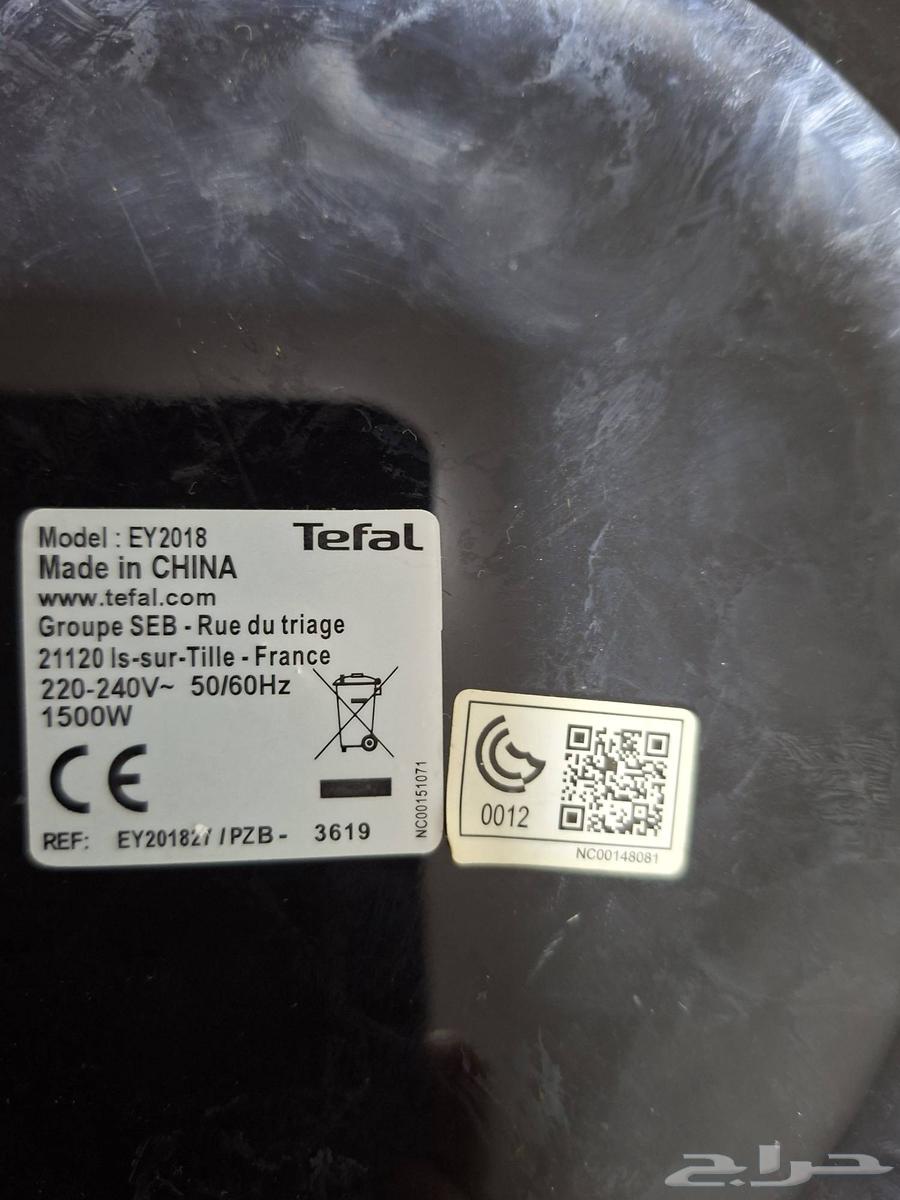 Model : EY2018
Tefal
Made in CHINA
www.tefal.com
Groupe SEB - Rue du triage
21120 Is-sur-Tille - France
220-240V~ 50/60Hz
1500W
CE
REF: EY201827 / PZB - 3619
NC00151071
0012
NC00148081
حراج